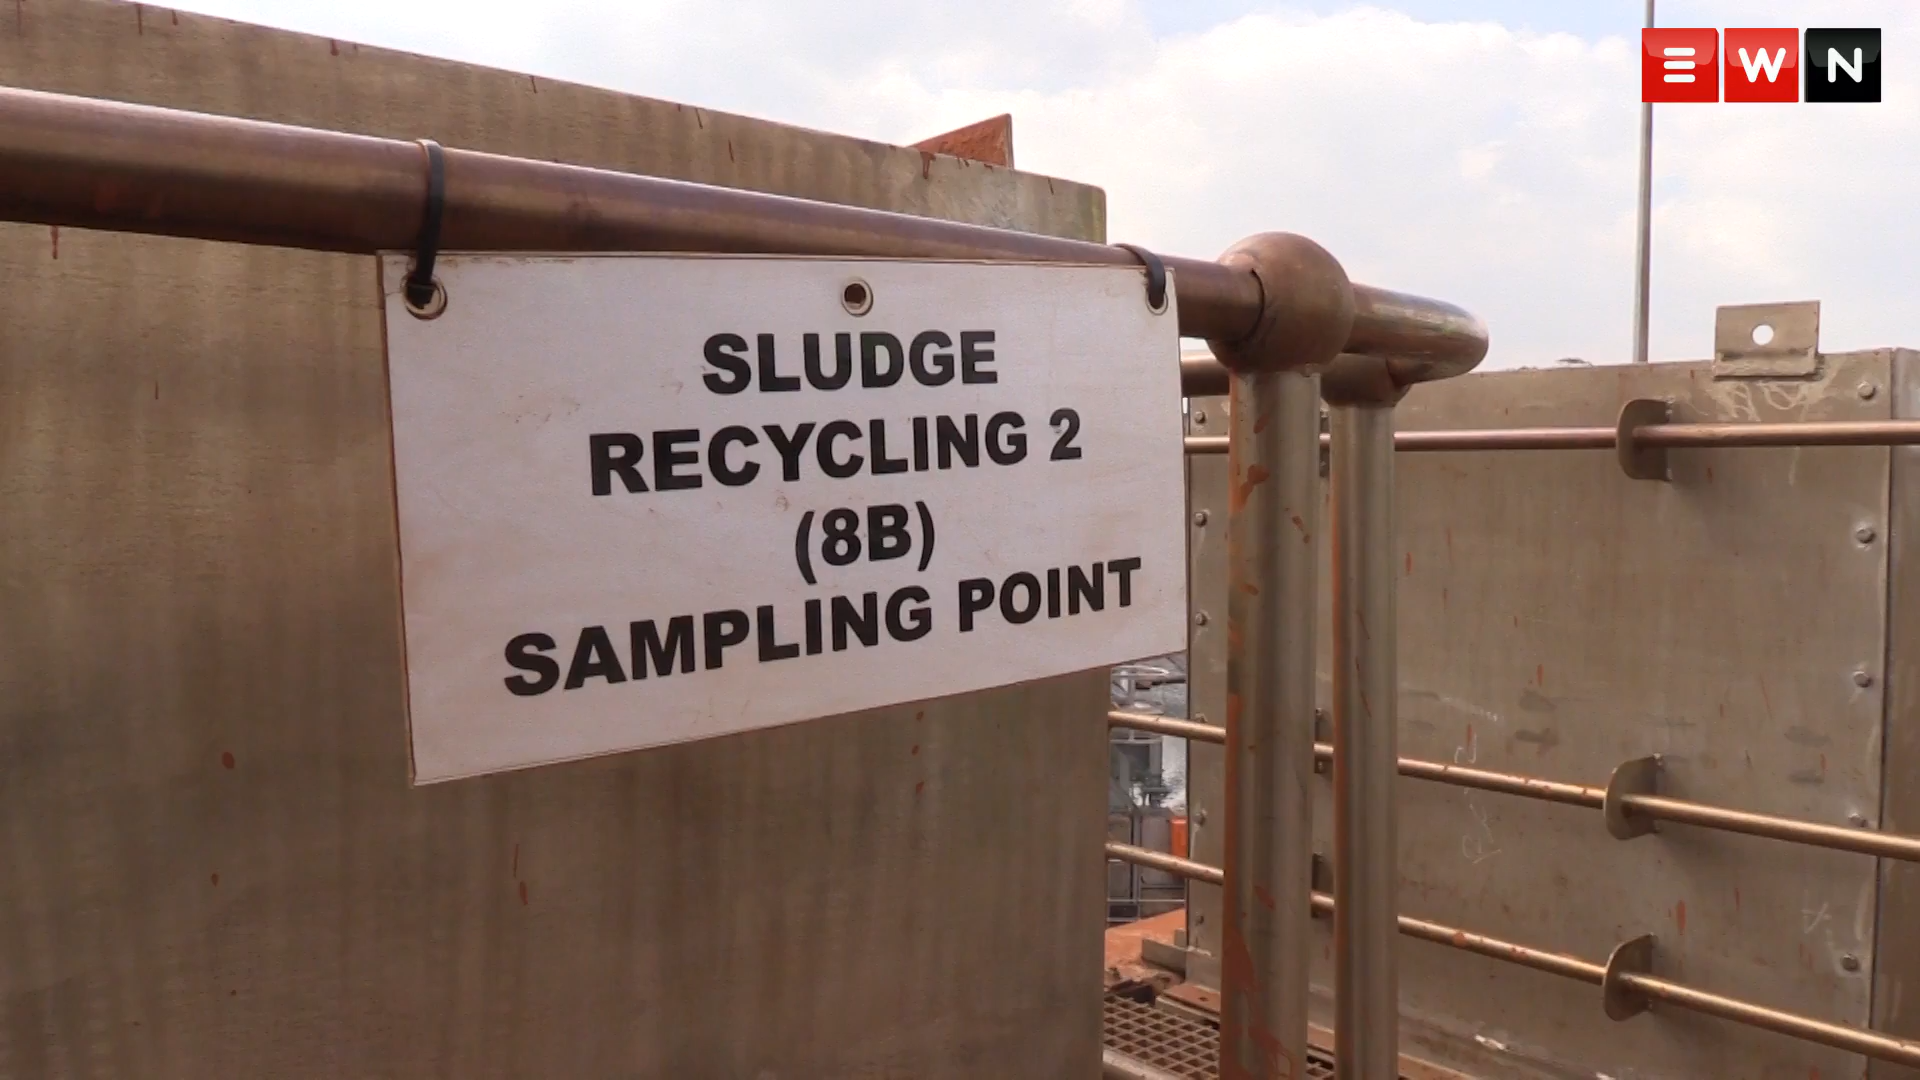 EWN
SLUDGE
RECYCLING 2
(8B)
SAMPLING POINT